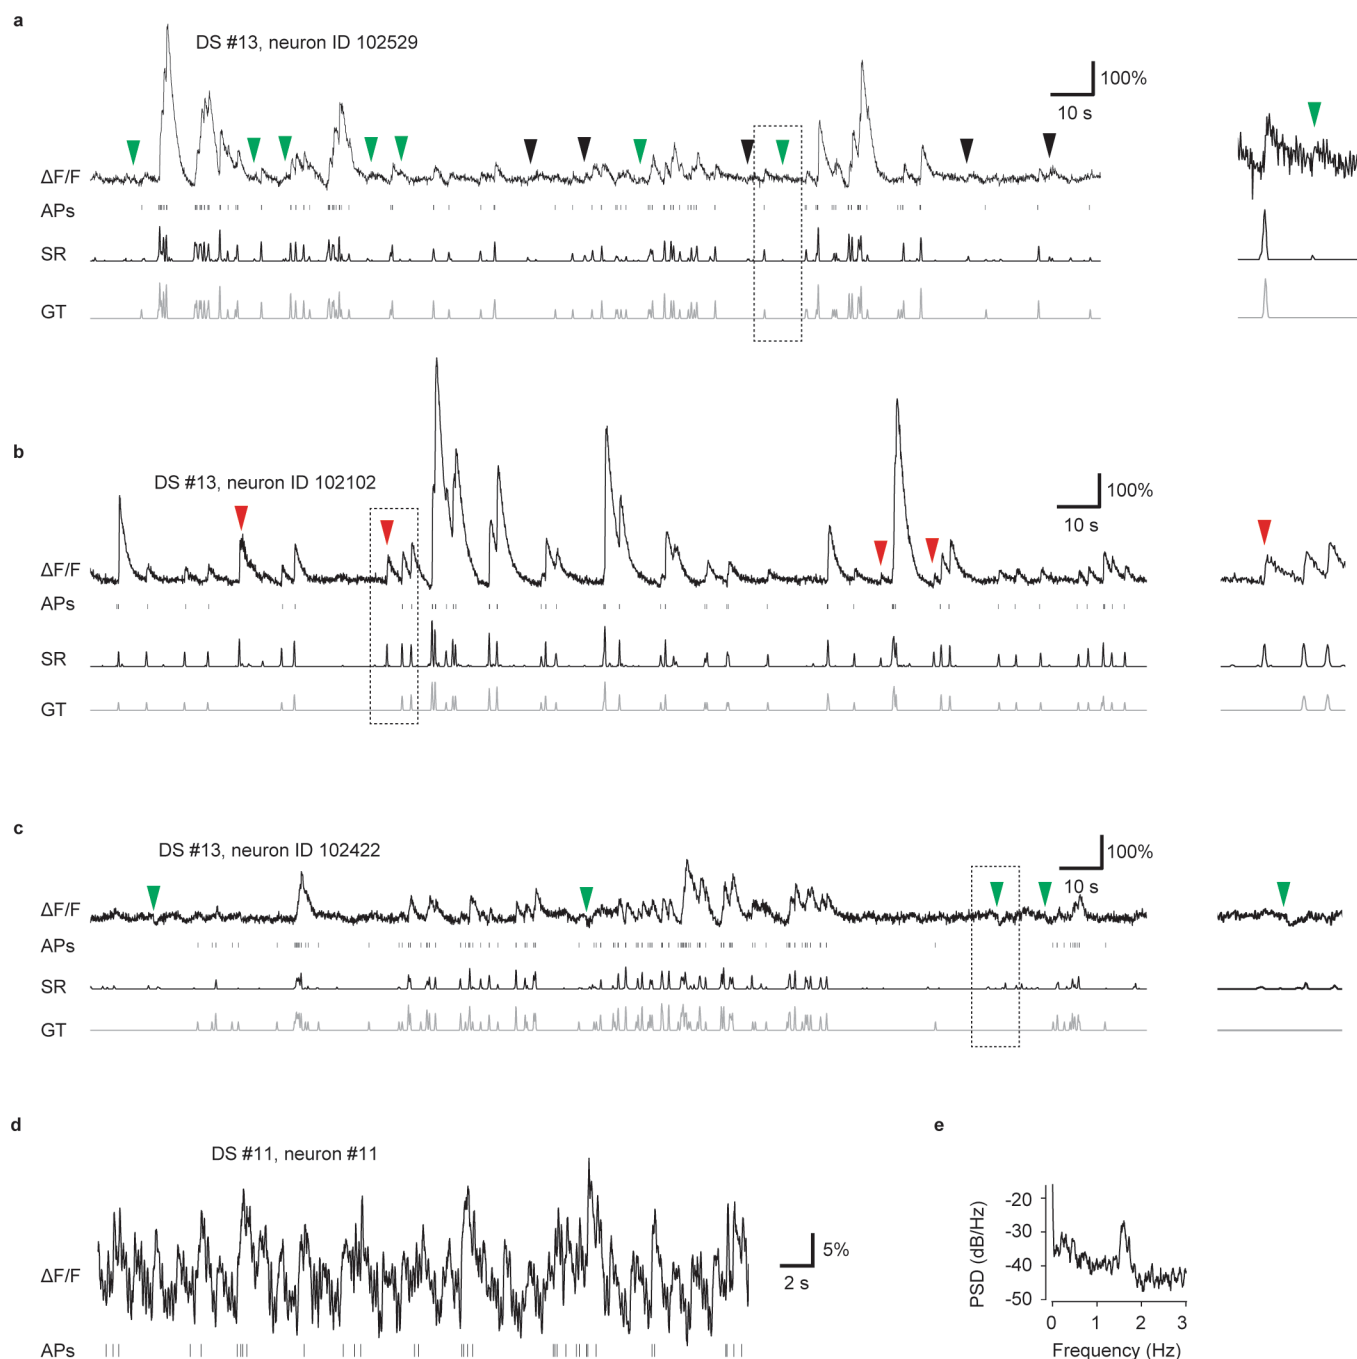 a
DS #13, neuron ID 102529
100%
10 s
ΔF/F
APs
SR
GT
b
DS #13, neuron ID 102102
100%
10 s
ΔF/F
APs
SR
GT
c
DS #13, neuron ID 102422
100%
10 s
ΔF/F
APs
SR
GT
d
DS #11, neuron #11
5%
2 s
ΔF/F
APs
e
PSD (dB/Hz)
-20
-30
-40
-50
0 1 2 3
Frequency (Hz)